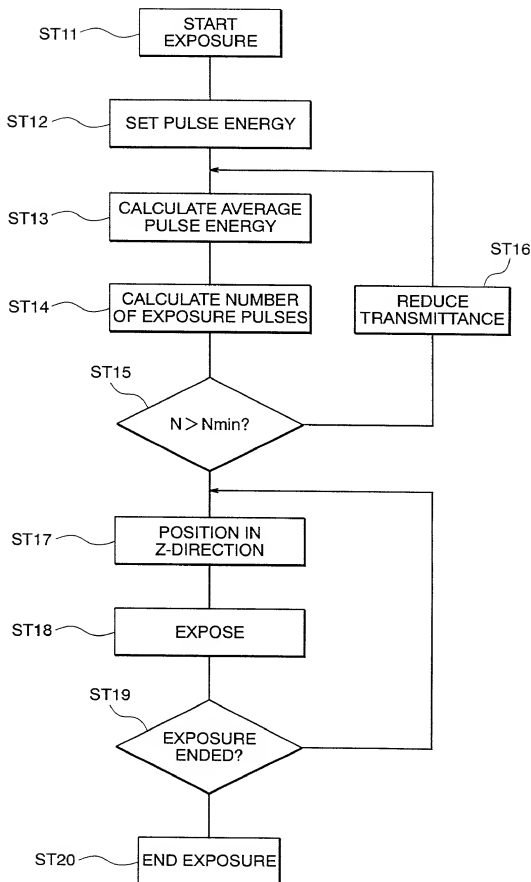 ST11
START
EXPOSURE
ST12
SET PULSE ENERGY
ST13
CALCULATE AVERAGE
PULSE ENERGY
ST16
REDUCE
TRANSMITTANCE
ST14
CALCULATE NUMBER
OF EXPOSURE PULSES
ST15
N > Nmin?
ST17
POSITION IN
Z-DIRECTION
ST18
EXPOSE
ST19
EXPOSURE
ENDED?
ST20
END EXPOSURE